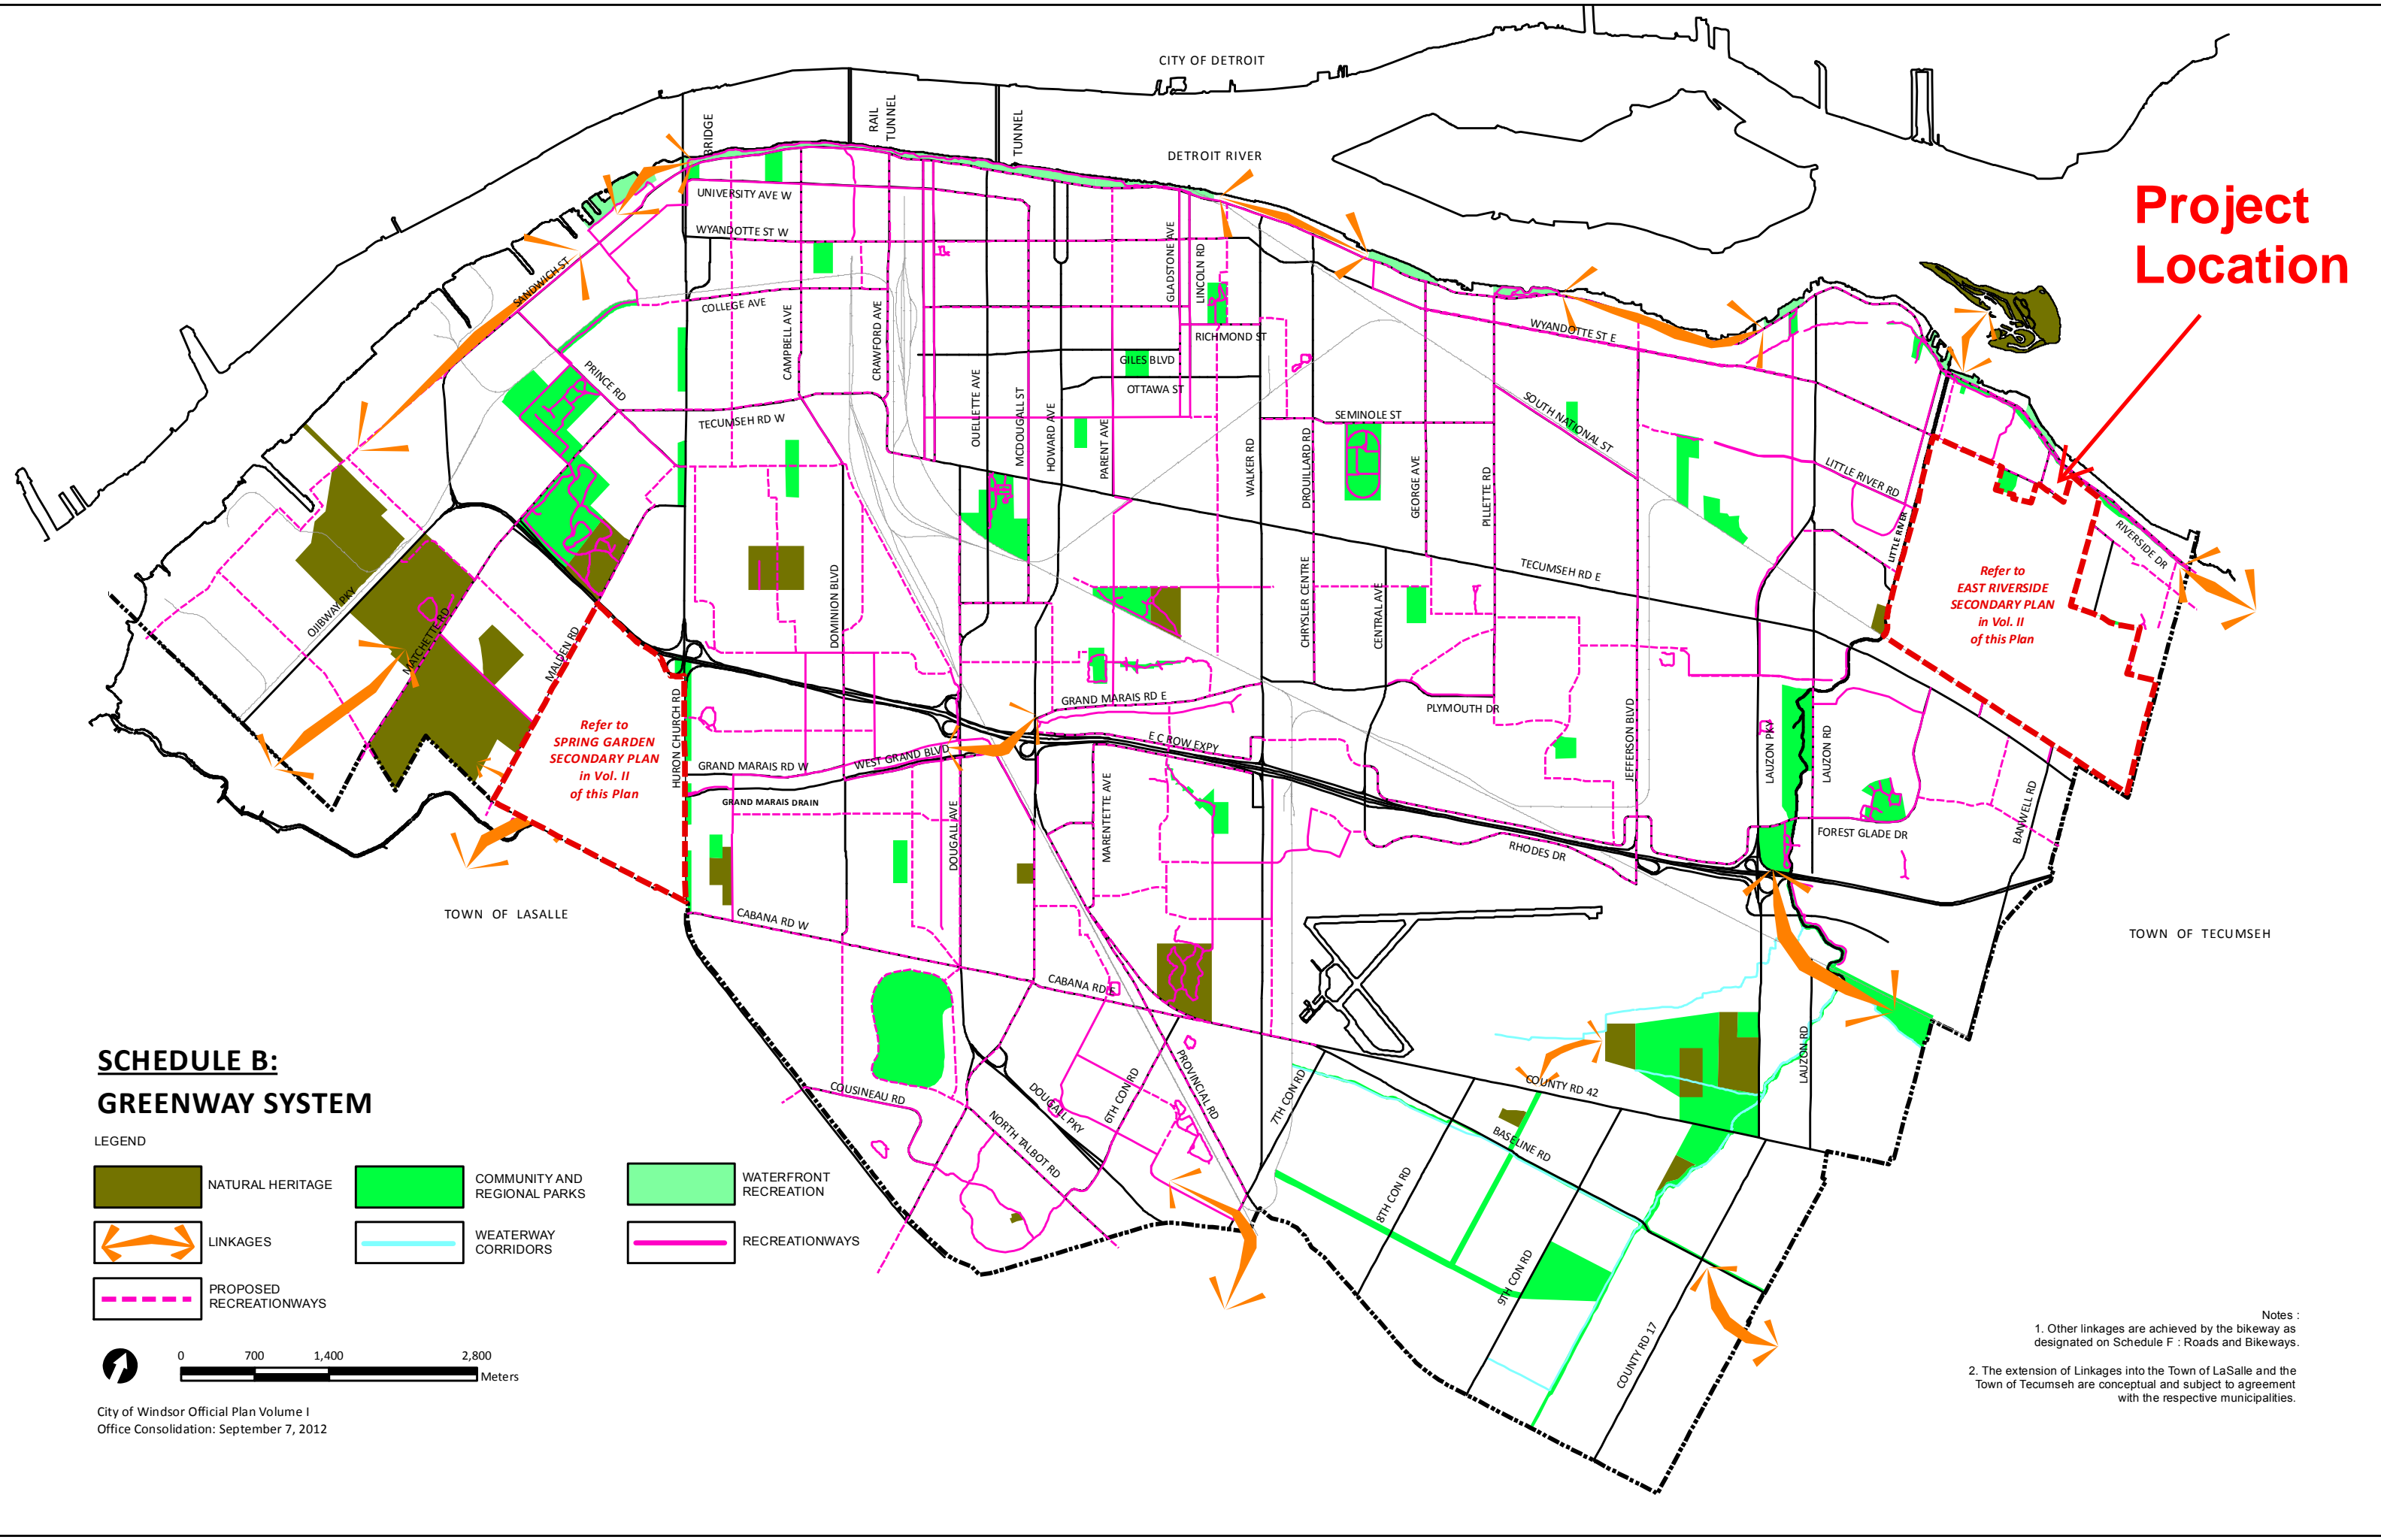 CITY OF DETROIT
BRIDGE
RAIL
TUNNEL
TUNNEL
DETROIT RIVER
Project
Location
UNIVERSITY AVE W
WYANDOTTE ST W
GLADSTONE AVE
LINCOLN RD
SANDWICH ST
COLLEGE AVE
CAMPBELL AVE
CRAWFORD AVE
RICHMOND ST
WYANDOTTE ST E
GILES BLVD
PRINCE RD
OUELLETTE AVE
MCDOUGALL ST
HOWARD AVE
OTTAWA ST
TECUMSEH RD W
PARENT AVE
WALKER RD
DROUILLARD RD
SEMINOLE ST
GEORGE AVE
PILLETTE RD
SOUTH NATIONAL ST
LITTLE RIVER RD
LITTLE RIVER
RIVERSIDE DR
OJIBWAY PKY
MATCHETTE RD
MALDEN RD
DOMINION BLVD
CHRYSLER CENTRE
CENTRAL AVE
TECUMSEH RD E
Refer to
EAST RIVERSIDE
SECONDARY PLAN
in Vol. II
of this Plan
Refer to
SPRING GARDEN
SECONDARY PLAN
in Vol. II
of this Plan
HURON CHURCH RD
GRAND MARAIS RD E
PLYMOUTH DR
JEFFERSON BLVD
LAUZON PKY
LAUZON RD
E C ROW EXPY
WEST GRAND BLVD
GRAND MARAIS RD W
GRAND MARAIS DRAIN
DOUGALL AVE
MARENTETTE AVE
RHODES DR
FOREST GLADE DR
BANWELL RD
TOWN OF LASALLE
CABANA RD W
TOWN OF TECUMSEH
CABANA RD E
LAUZON RD
COUSINEAU RD
NORTH TALBOT RD
DOUGALL PKY
6TH CON RD
PROVINCIAL RD
7TH CON RD
COUNTY RD 42
BASELINE RD
8TH CON RD
9TH CON RD
COUNTY RD 17
SCHEDULE B:
GREENWAY SYSTEM
LEGEND
NATURAL HERITAGE
COMMUNITY AND
REGIONAL PARKS
WATERFRONT
RECREATION
LINKAGES
WEATERWAY
CORRIDORS
RECREATIONWAYS
PROPOSED
RECREATIONWAYS
0 700 1,400 2,800
Meters
City of Windsor Official Plan Volume I
Office Consolidation: September 7, 2012
Notes :
1. Other linkages are achieved by the bikeway as
designated on Schedule F : Roads and Bikeways.
2. The extension of Linkages into the Town of LaSalle and the
Town of Tecumseh are conceptual and subject to agreement
with the respective municipalities.